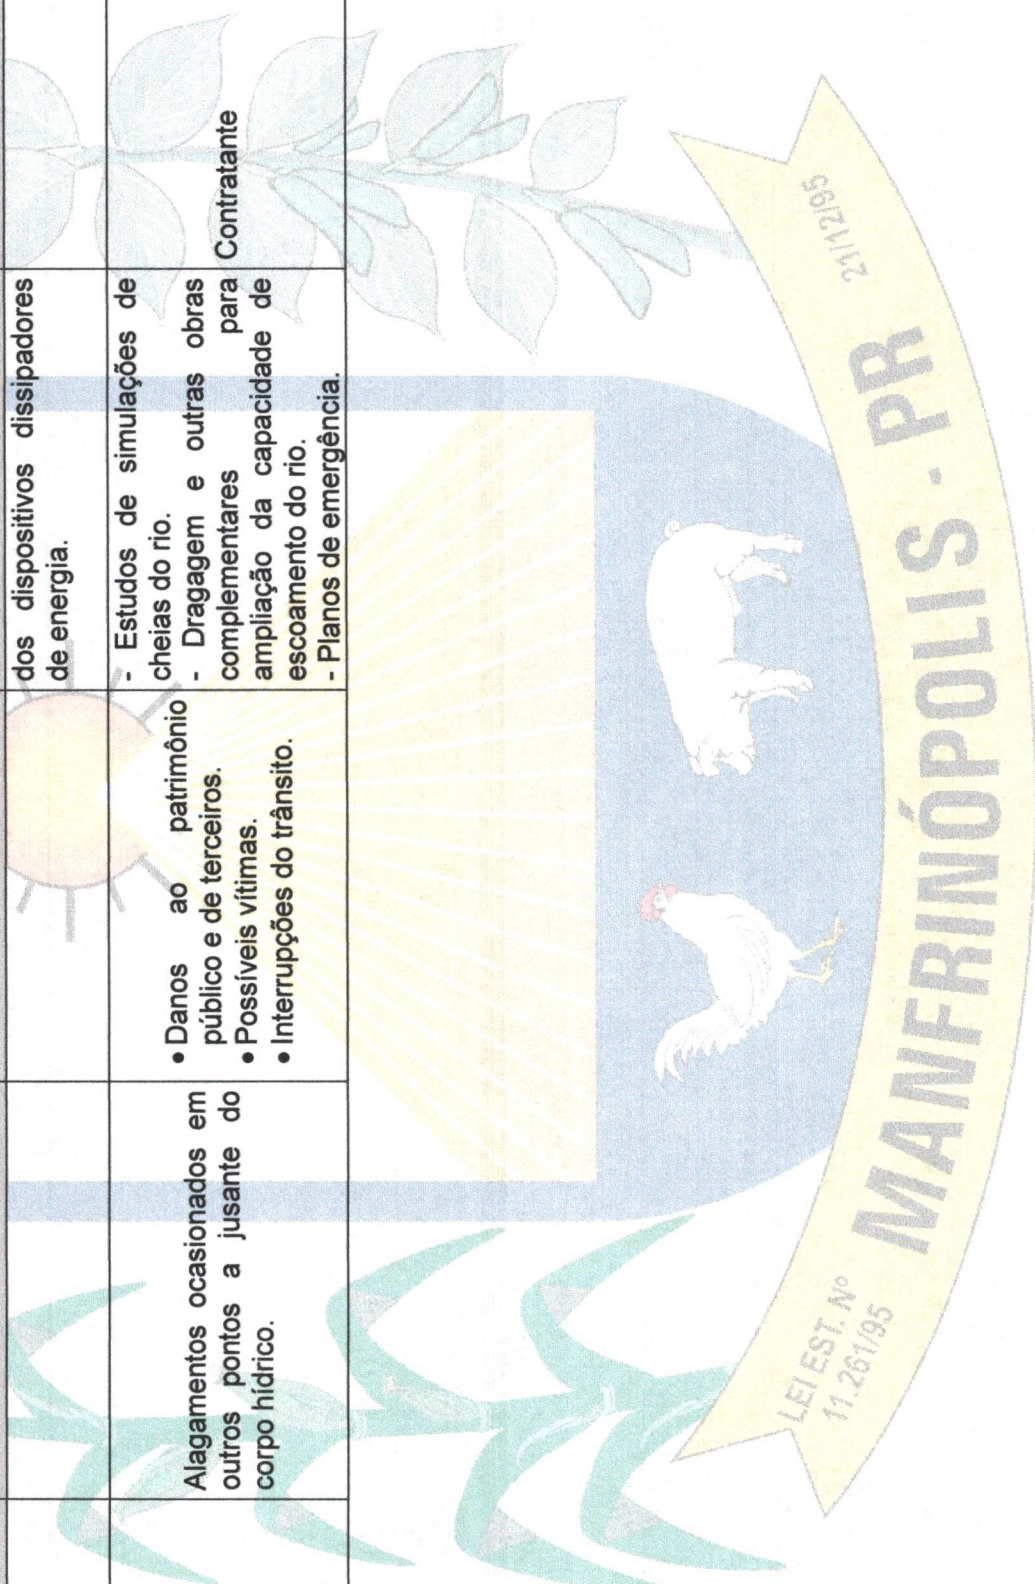 dos dispositivos dissipadores
de energia.
Alagamentos ocasionados em
outros pontos a jusante do
corpo hídrico.
• Danos ao patrimônio
público e de terceiros.
• Possíveis vítimas.
• Interrupções do trânsito.
- Estudos de simulações de
cheias do rio.
- Dragagem e outras obras
complementares para
ampliação da capacidade de
escoamento do rio.
- Planos de emergência.
Contratante
LEI EST. Nº
11.261/95
MANFRINÓPOLIS - PR
21/12/95